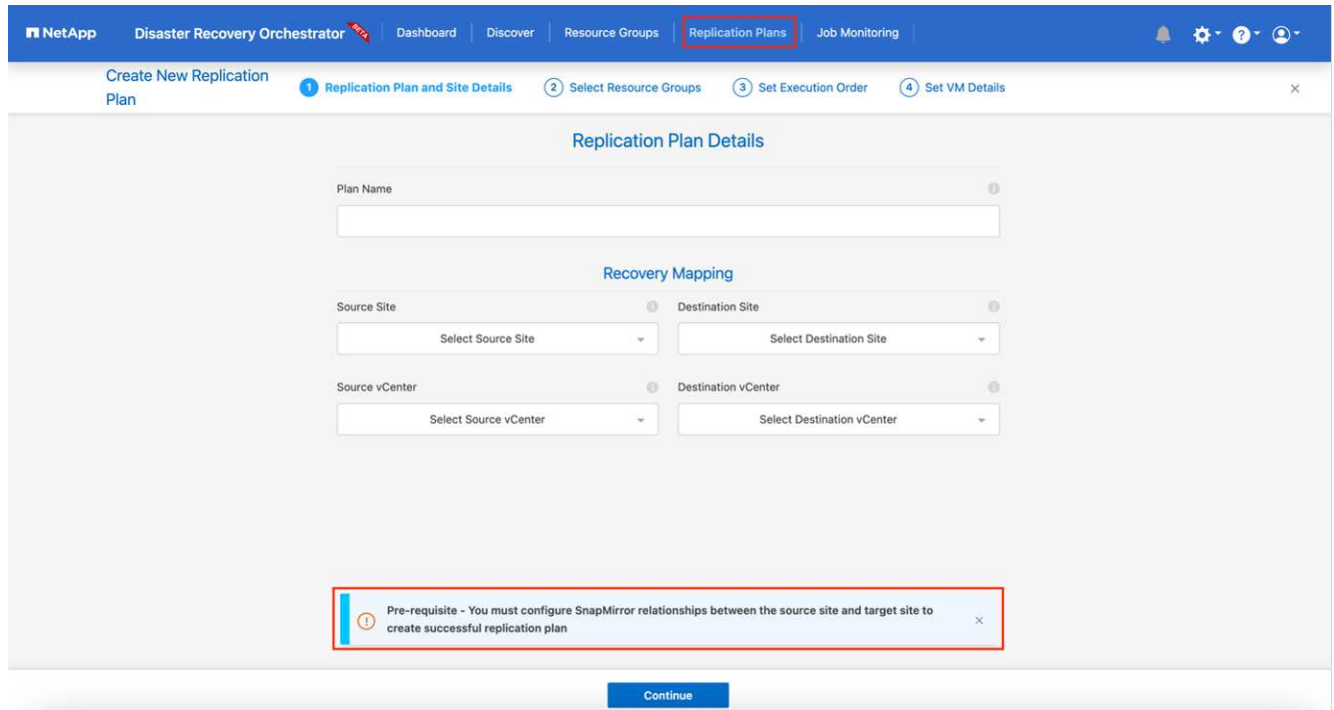 NetApp
Disaster Recovery Orchestrator BETA
Dashboard
Discover
Resource Groups
Replication Plans
Job Monitoring
Create New Replication
Plan
1 Replication Plan and Site Details
2 Select Resource Groups
3 Set Execution Order
4 Set VM Details
Replication Plan Details
Plan Name
Recovery Mapping
Source Site
Destination Site
Select Source Site
Select Destination Site
Source vCenter
Destination vCenter
Select Source vCenter
Select Destination vCenter
Pre-requisite - You must configure SnapMirror relationships between the source site and target site to
create successful replication plan
Continue